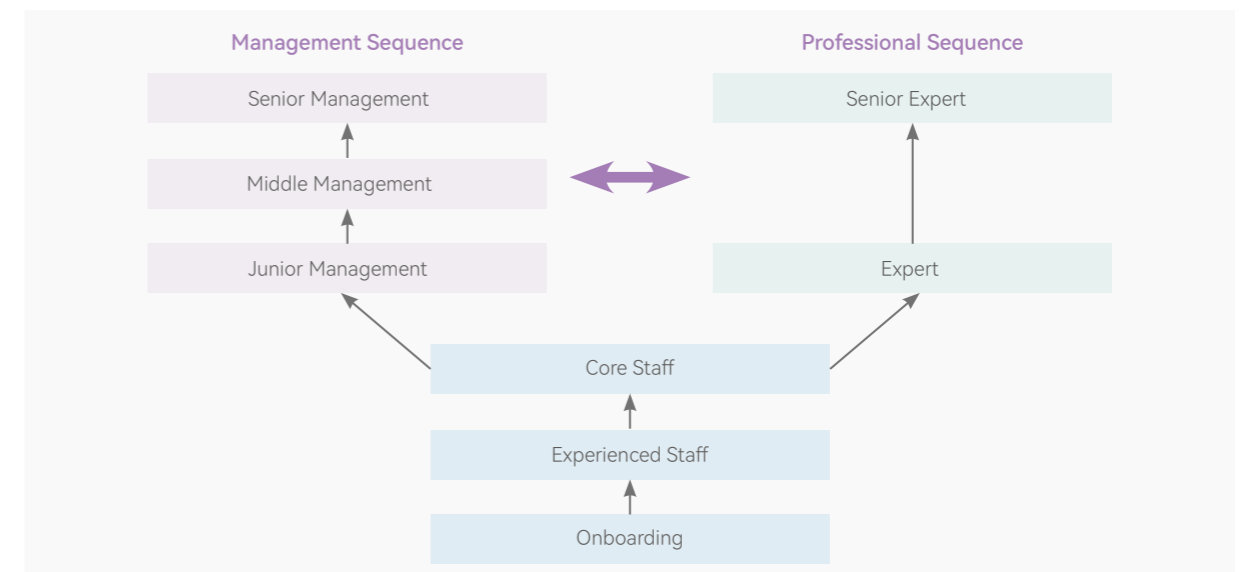 Management Sequence
Professional Sequence
Senior Management
Senior Expert
Middle Management
Junior Management
Expert
Core Staff
Experienced Staff
Onboarding